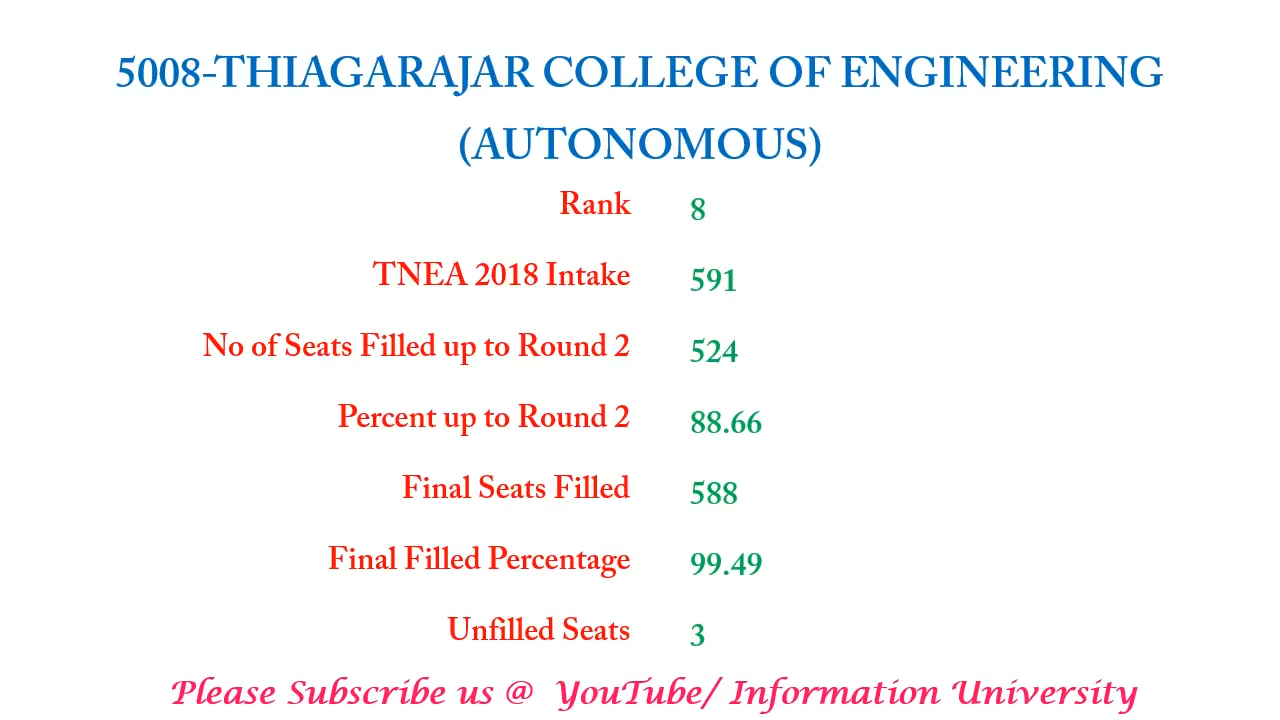 5008-THIAGARAJAR COLLEGE OF ENGINEERING
(AUTONOMOUS)
Rank 8
TNEA 2018 Intake 591
No of Seats Filled up to Round 2 524
Percent up to Round 2 88.66
Final Seats Filled 588
Final Filled Percentage 99.49
Unfilled Seats 3
Please Subscribe us @ YouTube/ Information University